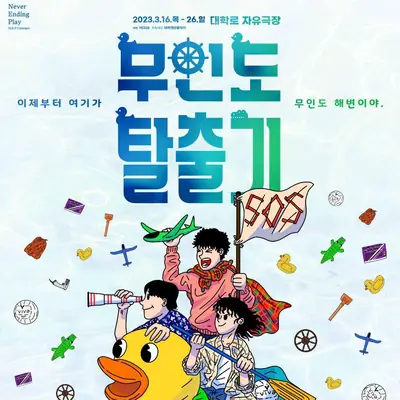 Never
Ending
Play
2023.3.16.목 - 26.일 대학로 자유극장
무인도
이제부터 여기가
무인도 해변이야.
탈출기
SOS
VIVA